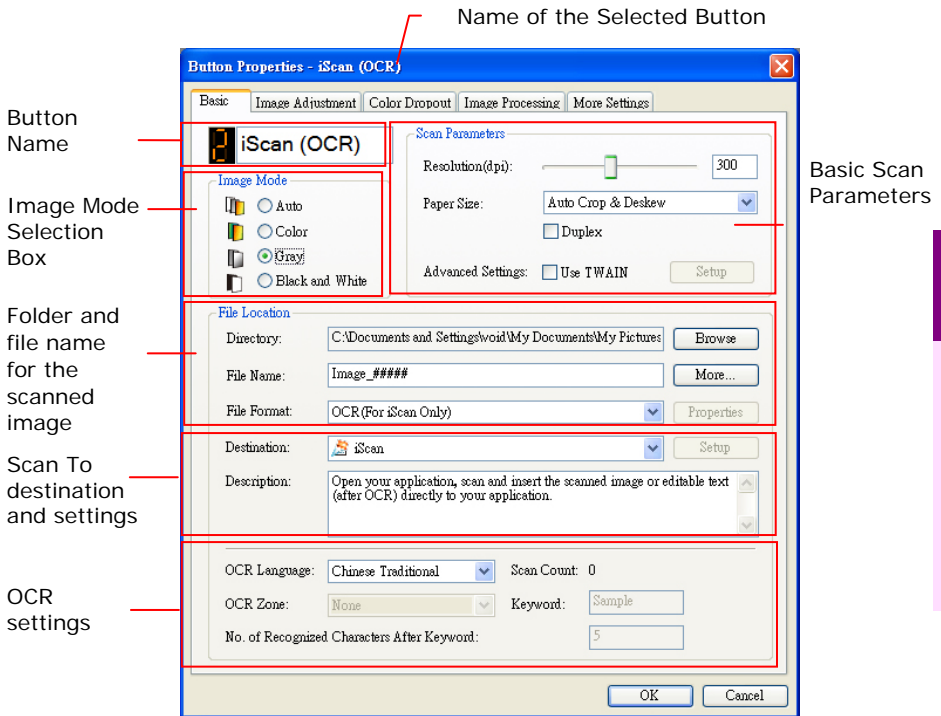 Name of the Selected Button
Button Properties - iScan (OCR)
Basic Image Adjustment Color Dropout Image Processing More Settings
Button
Name
2 iScan (OCR)
Scan Parameters
Resolution(dpi): 300
Paper Size: Auto Crop & Deskew
Duplex
Advanced Settings: Use TWAIN Setup
Basic Scan
Parameters
Image Mode
Selection
Box
Image Mode
Auto
Color
Gray
Black and White
Folder and
file name
for the
scanned
image
File Location
Directory: C:\Documents and Settings\void\My Documents\My Pictures Browse
File Name: Image_##### More...
File Format: OCR(For iScan Only) Properties
Scan To
destination
and settings
Destination: iScan Setup
Description: Open your application, scan and insert the scanned image or editable text
(after OCR) directly to your application.
OCR
settings
OCR Language: Chinese Traditional Scan Count: 0
OCR Zone: None Keyword: Sample
No. of Recognized Characters After Keyword: 5
OK Cancel